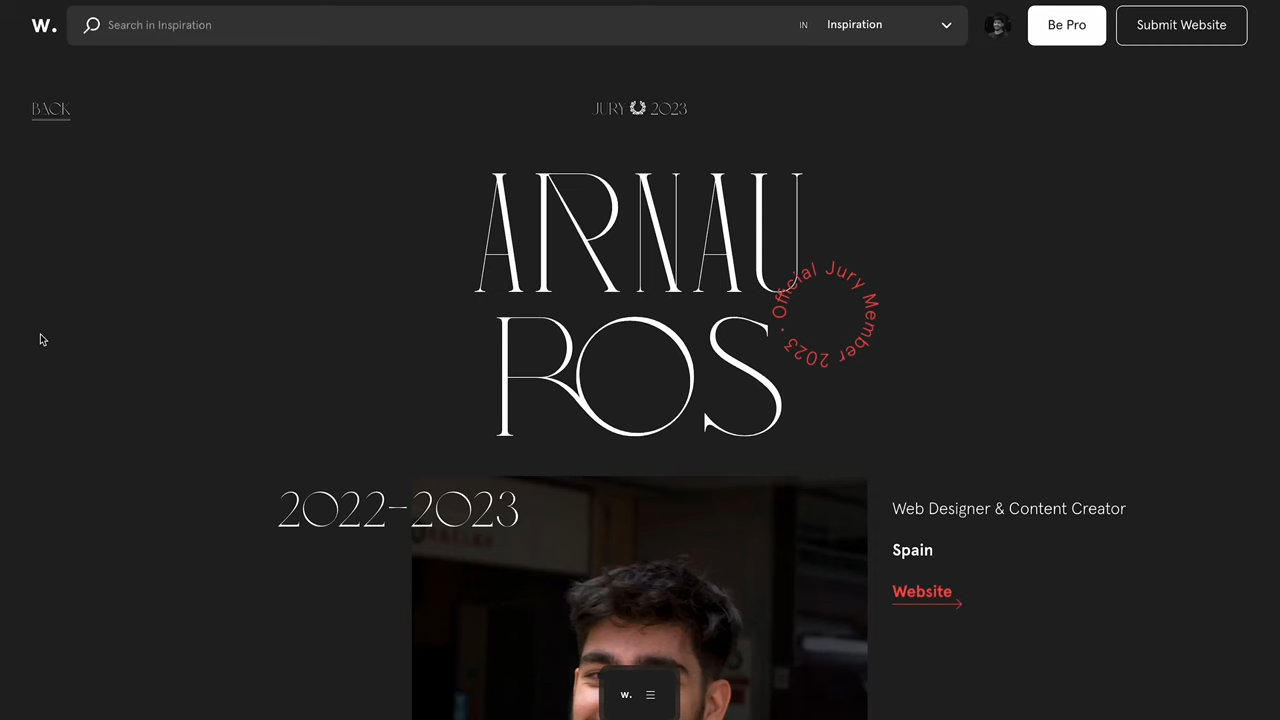 w.
Search in Inspiration
IN
Inspiration
Be Pro
Submit Website
BACK
JURY 2023
ARNAU
ROS
Official Jury Member 2023 ·
2022–2023
Web Designer & Content Creator
Spain
Website
w.